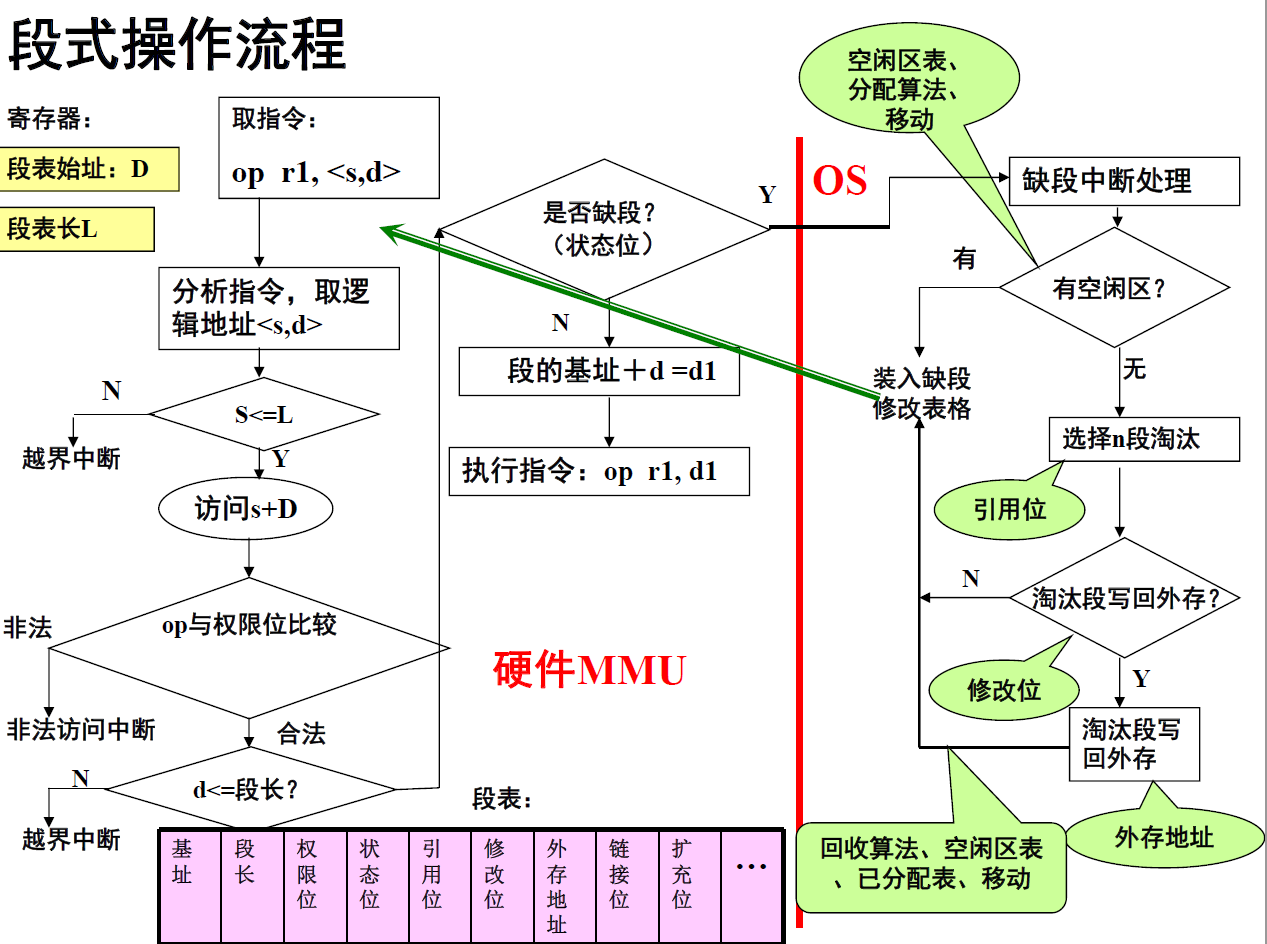 段式操作流程
寄存器：
段表始址：D
段表长L
取指令：
op r1, <s,d>
分析指令，取逻
辑地址<s,d>
N
S<=L
越界中断
Y
访问s+D
非法
op与权限位比较
非法访问中断
合法
N
d<=段长？
越界中断
是否缺段？
（状态位）
Y
N
段的基址＋d =d1
执行指令：op r1, d1
硬件MMU
段表：
基址
段长
权限位
状态位
引用位
修改位
外存地址
链接位
扩充位
…
OS
空闲区表、
分配算法、
移动
缺段中断处理
有
有空闲区？
无
装入缺段
修改表格
选择n段淘汰
引用位
N
淘汰段写回外存？
修改位
Y
淘汰段写
回外存
外存地址
回收算法、空闲区表
、已分配表、移动